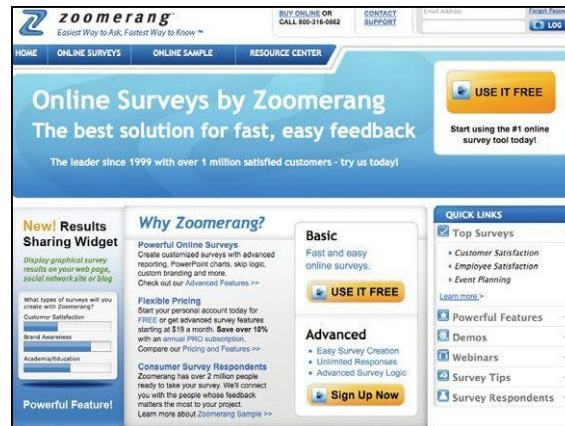 zoomerang
Easiest Way to Ask, Fastest Way to Know ™
BUY ONLINE OR
CALL 800-316-0662
CONTACT
SUPPORT
Email Address
LOG
HOME
ONLINE SURVEYS
ONLINE SAMPLE
RESOURCE CENTER
Online Surveys by Zoomerang
The best solution for fast, easy feedback
The leader since 1999 with over 1 million satisfied customers - try us today!
USE IT FREE
Start using the #1 online
survey tool today!
New! Results
Sharing Widget
Display graphical survey
results on your web page,
social network site or blog
What types of surveys will you
create with Zoomerang?
Customer Satisfaction
Brand Awareness
Academia/Education
Powerful Feature!
Why Zoomerang?
Powerful Online Surveys
Create customized surveys with advanced
reporting, PowerPoint charts, skip logic,
custom branding and more.
Check out our Advanced Features >>
Flexible Pricing
Start your personal account today for
FREE or get advanced survey features
starting at $19 a month. Save over 10%
with an annual PRO subscription.
Compare our Pricing and Features >>
Consumer Survey Respondents
Zoomerang has over 2 million people
ready to take your survey. We'll connect
you with the people whose feedback
matters the most to your project.
Learn more about Zoomerang Sample >>
Basic
Fast and easy
online surveys.
USE IT FREE
Advanced
• Easy Survey Creation
• Unlimited Responses
• Advanced Survey Logic
Sign Up Now
QUICK LINKS
Top Surveys
Customer Satisfaction
Employee Satisfaction
Event Planning
Learn more >
Powerful Features
Demos
Webinars
Survey Tips
Survey Respondents